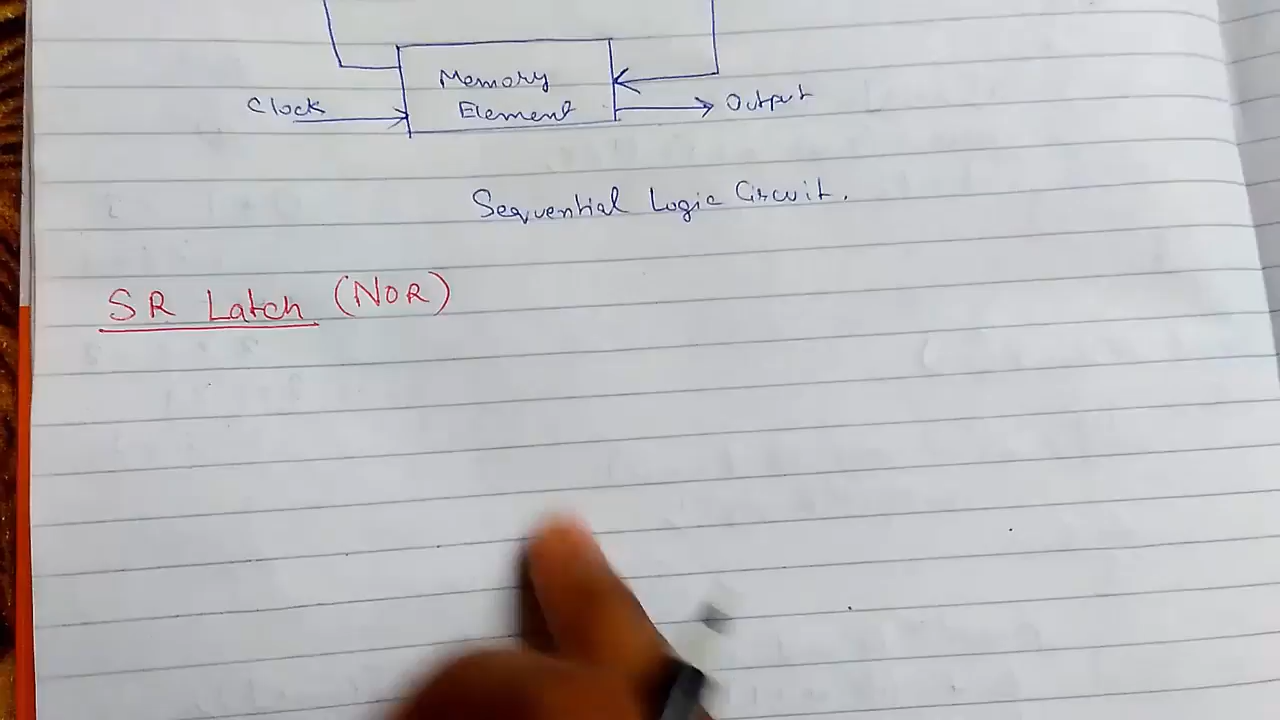 Memory
Clock Element Output
Sequential Logic Circuit.
SR Latch (NOR)